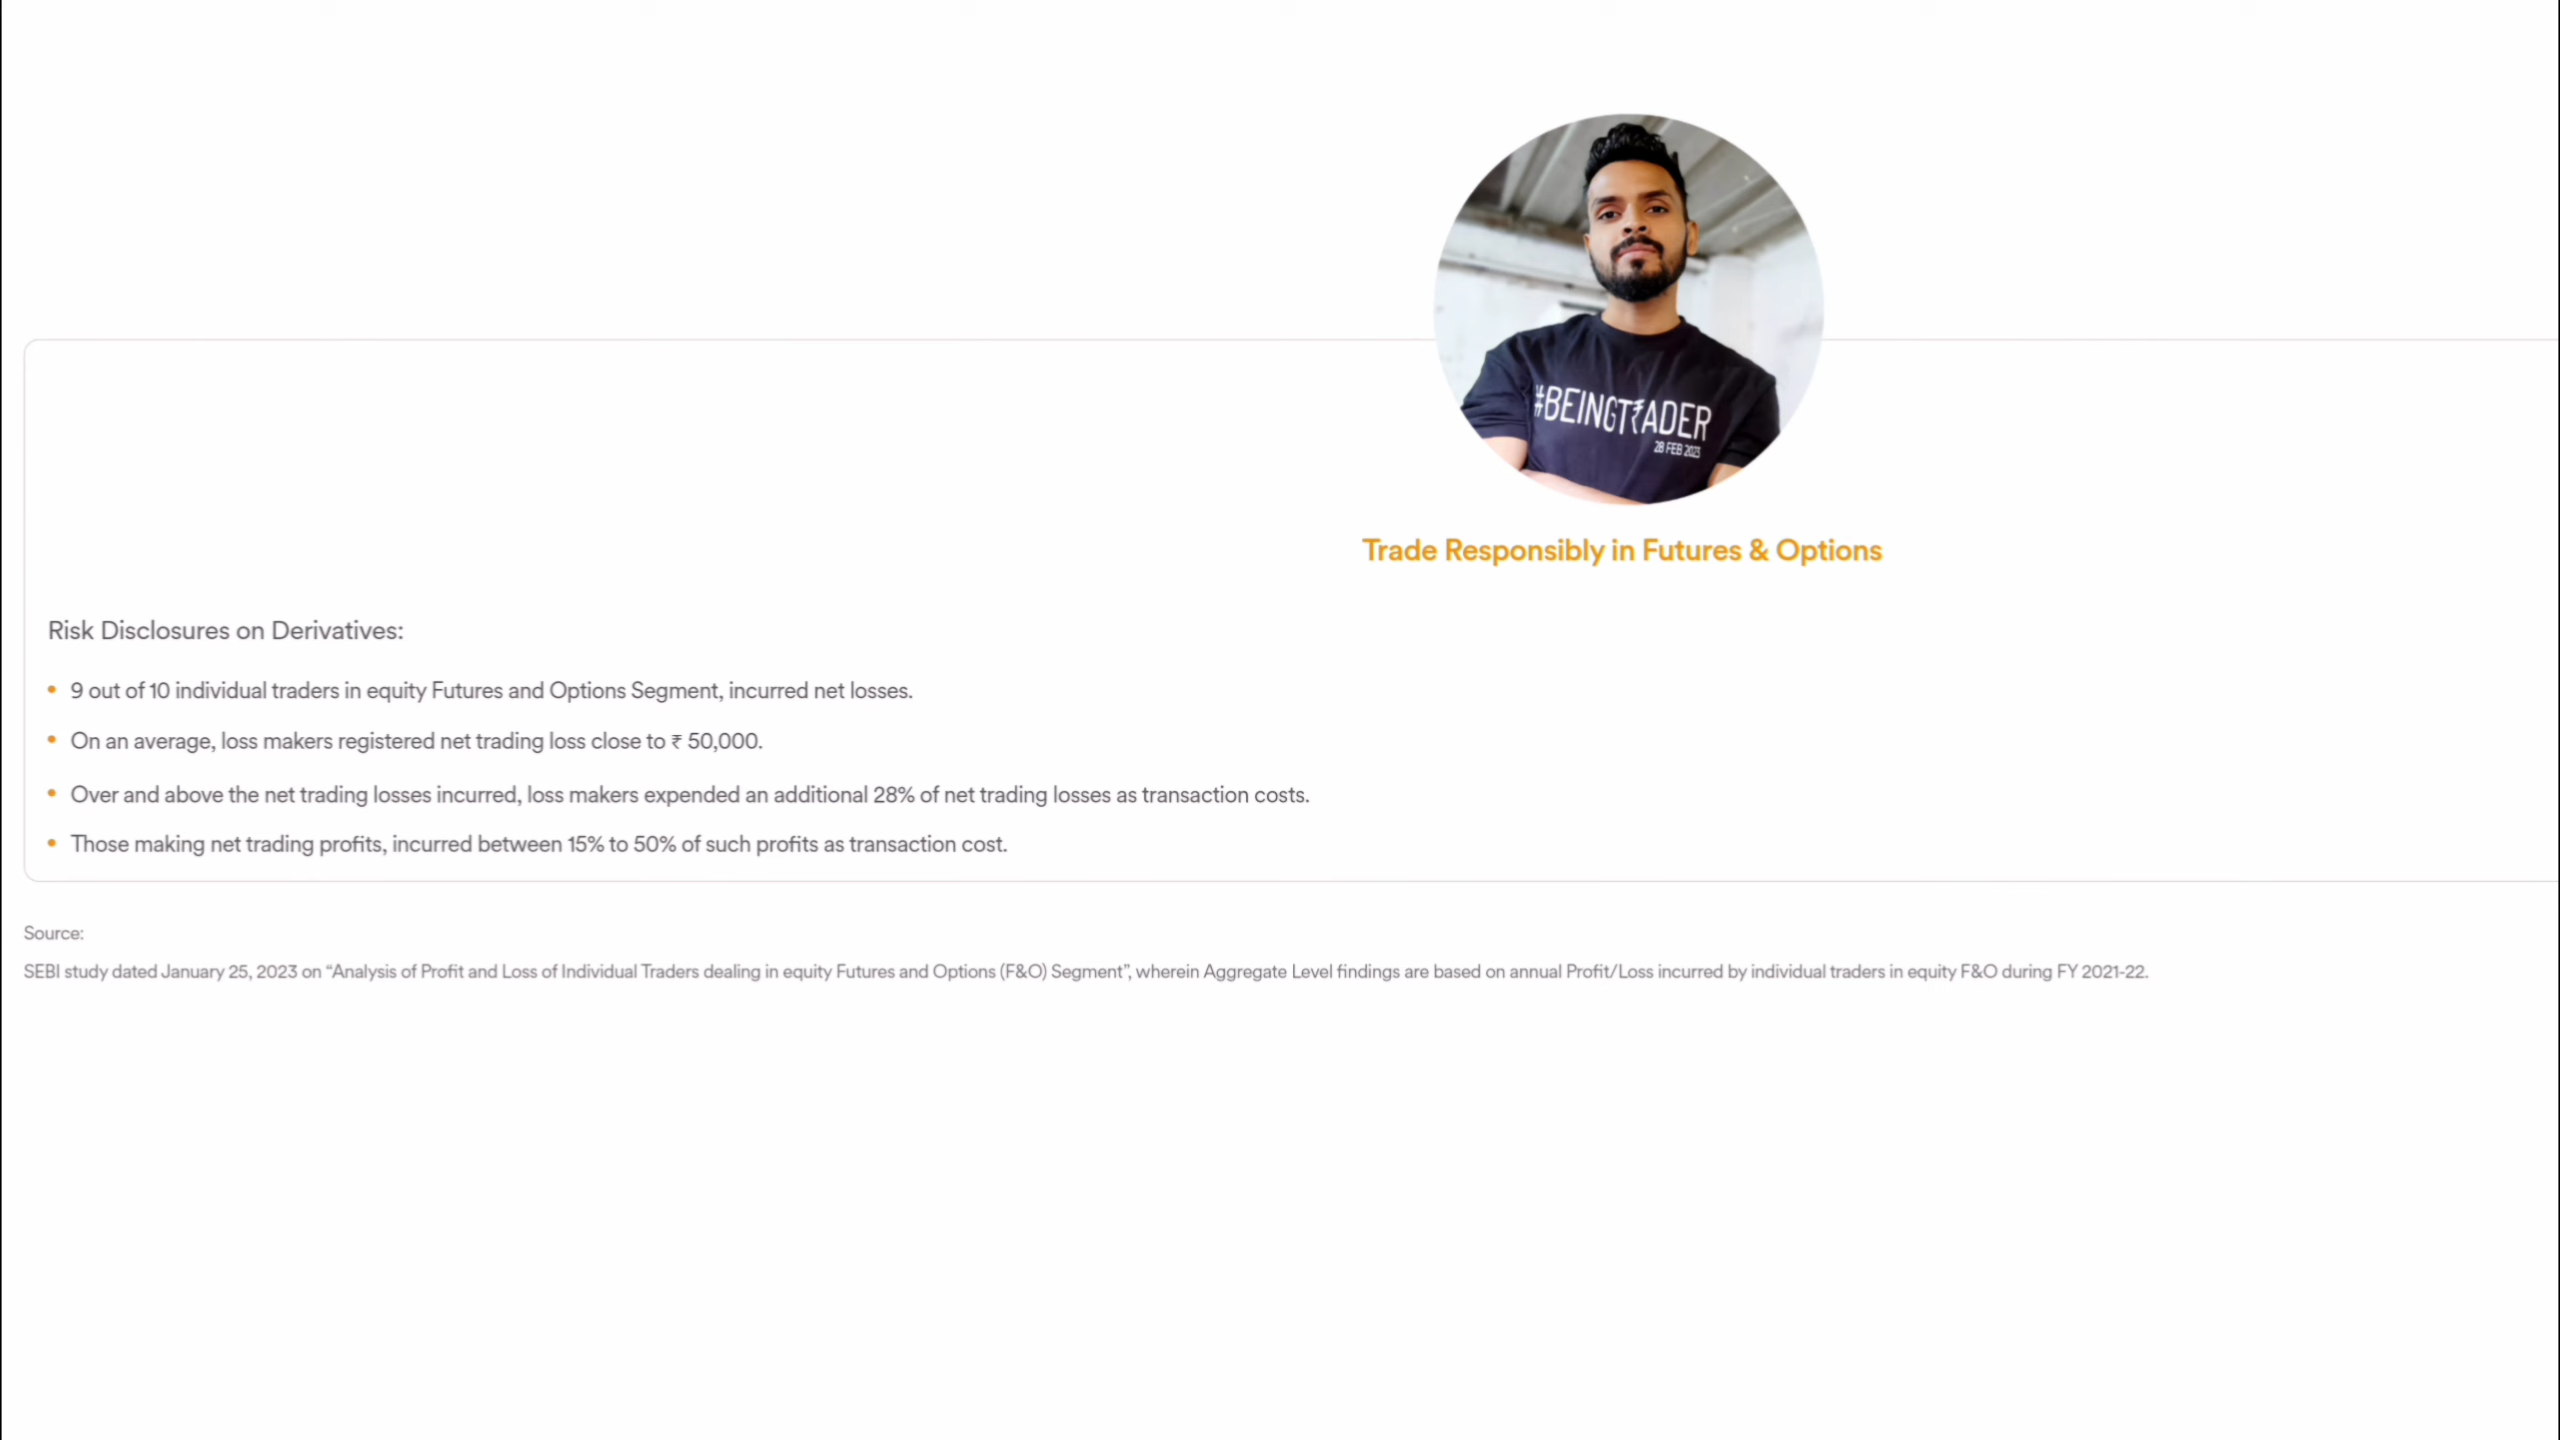 #BEINGT₹ADER
28 FEB 2023
Trade Responsibly in Futures & Options
Risk Disclosures on Derivatives:
• 9 out of 10 individual traders in equity Futures and Options Segment, incurred net losses.
• On an average, loss makers registered net trading loss close to ₹ 50,000.
• Over and above the net trading losses incurred, loss makers expended an additional 28% of net trading losses as transaction costs.
• Those making net trading profits, incurred between 15% to 50% of such profits as transaction cost.
Source:
SEBI study dated January 25, 2023 on “Analysis of Profit and Loss of Individual Traders dealing in equity Futures and Options (F&O) Segment”, wherein Aggregate Level findings are based on annual Profit/Loss incurred by individual traders in equity F&O during FY 2021-22.